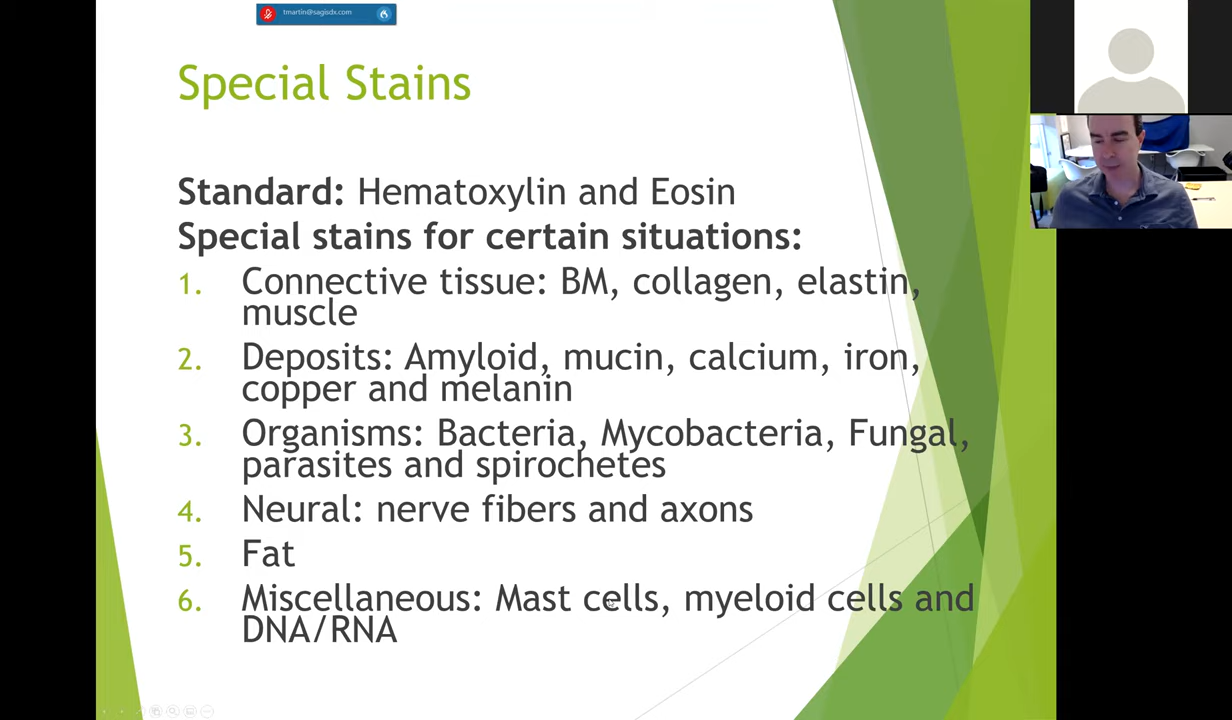 tmartin@sagisdx.com
Special Stains
Standard: Hematoxylin and Eosin
Special stains for certain situations:
1. Connective tissue: BM, collagen, elastin,
muscle
2. Deposits: Amyloid, mucin, calcium, iron,
copper and melanin
3. Organisms: Bacteria, Mycobacteria, Fungal,
parasites and spirochetes
4. Neural: nerve fibers and axons
5. Fat
6. Miscellaneous: Mast cells, myeloid cells and
DNA/RNA